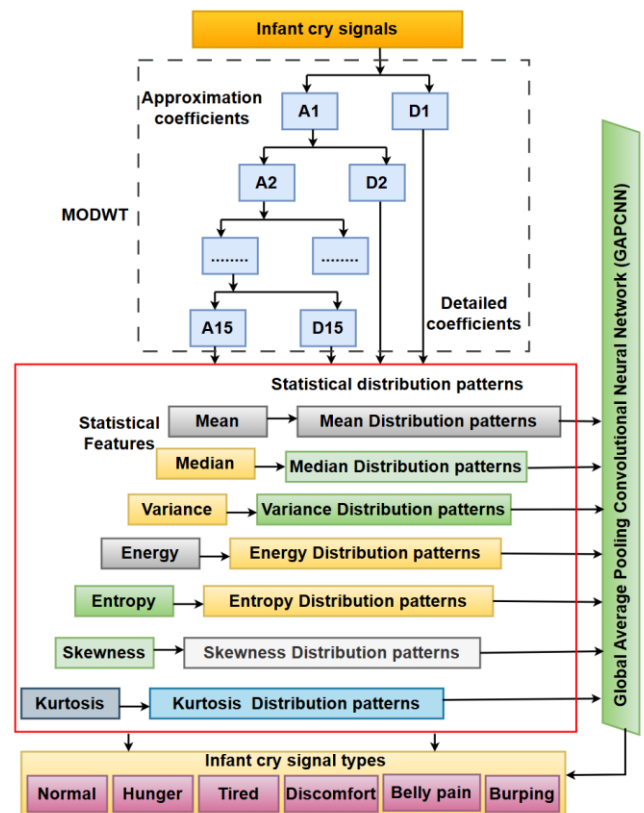 Infant cry signals
Approximation
coefficients
A1
D1
A2
D2
MODWT
........
........
Detailed
coefficients
A15
D15
Global Average Pooling Convolutional Neural Network (GAPCNN)
Statistical distribution patterns
Statistical
Features
Mean
Mean Distribution patterns
Median
Median Distribution patterns
Variance
Variance Distribution patterns
Energy
Energy Distribution patterns
Entropy
Entropy Distribution patterns
Skewness
Skewness Distribution patterns
Kurtosis
Kurtosis Distribution patterns
Infant cry signal types
Normal
Hunger
Tired
Discomfort
Belly pain
Burping